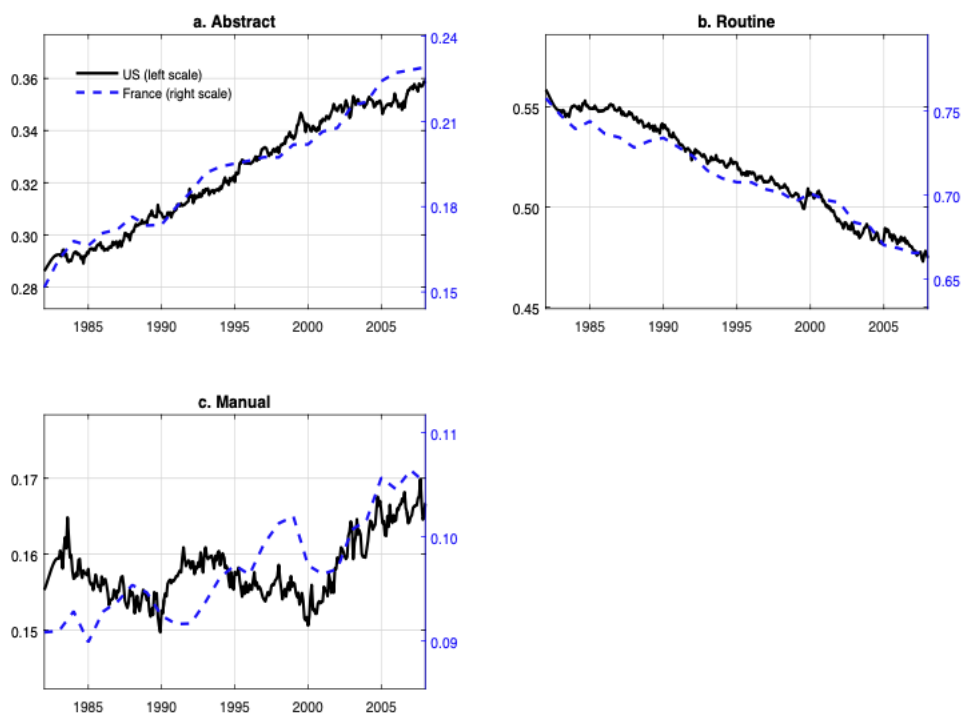 a. Abstract
0.36
0.34
0.32
0.30
0.28
US (left scale)
France (right scale)
0.24
0.21
0.18
0.15
1985 1990 1995 2000 2005
b. Routine
0.55
0.50
0.45
0.75
0.70
0.65
1985 1990 1995 2000 2005
c. Manual
0.17
0.16
0.15
0.11
0.10
0.09
1985 1990 1995 2000 2005